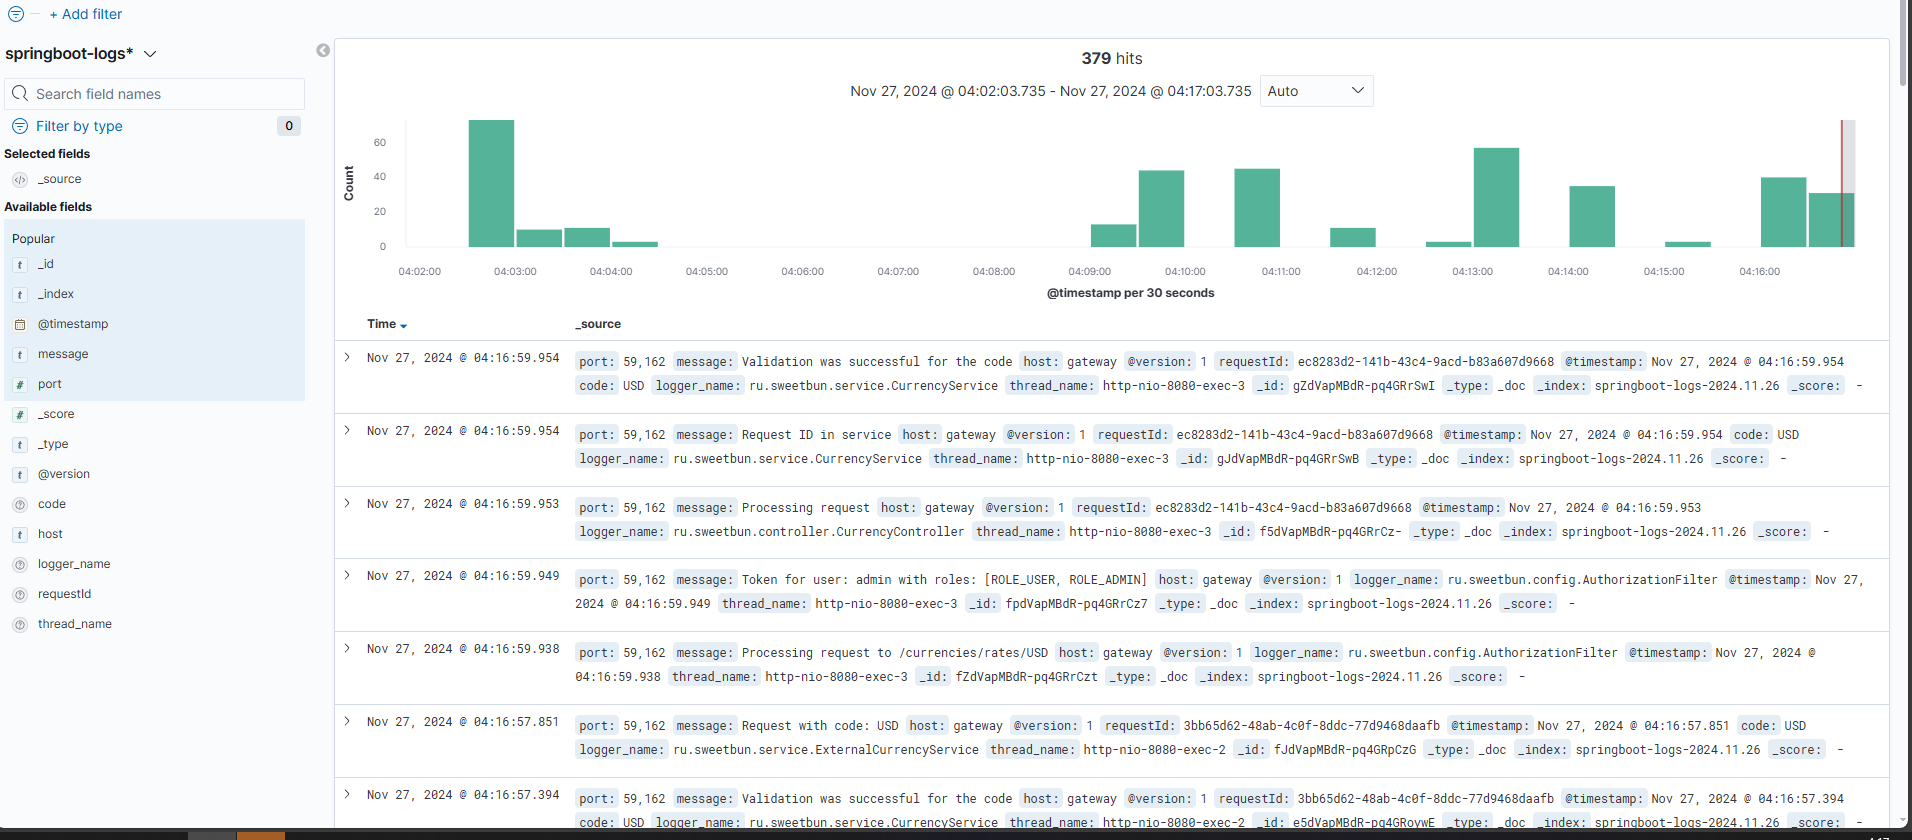 + Add filter
springboot-logs*
Search field names
Filter by type 0
Selected fields
_source
Available fields
Popular
t _id
t _index
@timestamp
t message
# port
# _score
t _type
t @version
? code
t host
? logger_name
? requestId
? thread_name
379 hits
Nov 27, 2024 @ 04:02:03.735 - Nov 27, 2024 @ 04:17:03.735 Auto
Count
60
40
20
0
04:02:00 04:03:00 04:04:00 04:05:00 04:06:00 04:07:00 04:08:00 04:09:00 04:10:00 04:11:00 04:12:00 04:13:00 04:14:00 04:15:00 04:16:00
@timestamp per 30 seconds
Time _source
Nov 27, 2024 @ 04:16:59.954 port: 59,162 message: Validation was successful for the code host: gateway @version: 1 requestId: ec8283d2-141b-43c4-9acd-b83a607d9668 @timestamp: Nov 27, 2024 @ 04:16:59.954
code: USD logger_name: ru.sweetbun.service.CurrencyService thread_name: http-nio-8080-exec-3 _id: gZdVapMBdR-pq4GRrSwI _type: _doc _index: springboot-logs-2024.11.26 _score: -
Nov 27, 2024 @ 04:16:59.954 port: 59,162 message: Request ID in service host: gateway @version: 1 requestId: ec8283d2-141b-43c4-9acd-b83a607d9668 @timestamp: Nov 27, 2024 @ 04:16:59.954 code: USD
logger_name: ru.sweetbun.service.CurrencyService thread_name: http-nio-8080-exec-3 _id: gJdVapMBdR-pq4GRrSwB _type: _doc _index: springboot-logs-2024.11.26 _score: -
Nov 27, 2024 @ 04:16:59.953 port: 59,162 message: Processing request host: gateway @version: 1 requestId: ec8283d2-141b-43c4-9acd-b83a607d9668 @timestamp: Nov 27, 2024 @ 04:16:59.953
logger_name: ru.sweetbun.controller.CurrencyController thread_name: http-nio-8080-exec-3 _id: f5dVapMBdR-pq4GRrCz- _type: _doc _index: springboot-logs-2024.11.26 _score: -
Nov 27, 2024 @ 04:16:59.949 port: 59,162 message: Token for user: admin with roles: [ROLE_USER, ROLE_ADMIN] host: gateway @version: 1 logger_name: ru.sweetbun.config.AuthorizationFilter @timestamp: Nov 27,
2024 @ 04:16:59.949 thread_name: http-nio-8080-exec-3 _id: fpdVapMBdR-pq4GRrCz7 _type: _doc _index: springboot-logs-2024.11.26 _score: -
Nov 27, 2024 @ 04:16:59.938 port: 59,162 message: Processing request to /currencies/rates/USD host: gateway @version: 1 logger_name: ru.sweetbun.config.AuthorizationFilter @timestamp: Nov 27, 2024 @
04:16:59.938 thread_name: http-nio-8080-exec-3 _id: fZdVapMBdR-pq4GRrCzt _type: _doc _index: springboot-logs-2024.11.26 _score: -
Nov 27, 2024 @ 04:16:57.851 port: 59,162 message: Request with code: USD host: gateway @version: 1 requestId: 3bb65d62-48ab-4c0f-8ddc-77d9468daafb @timestamp: Nov 27, 2024 @ 04:16:57.851 code: USD
logger_name: ru.sweetbun.service.ExternalCurrencyService thread_name: http-nio-8080-exec-2 _id: fJdVapMBdR-pq4GRpCzG _type: _doc _index: springboot-logs-2024.11.26 _score: -
Nov 27, 2024 @ 04:16:57.394 port: 59,162 message: Validation was successful for the code host: gateway @version: 1 requestId: 3bb65d62-48ab-4c0f-8ddc-77d9468daafb @timestamp: Nov 27, 2024 @ 04:16:57.394
code: USD logger_name: ru.sweetbun.service.CurrencyService thread_name: http-nio-8080-exec-2 _id: e5dVapMBdR-pq4GRoywE _type: _doc _index: springboot-logs-2024.11.26 _score: -